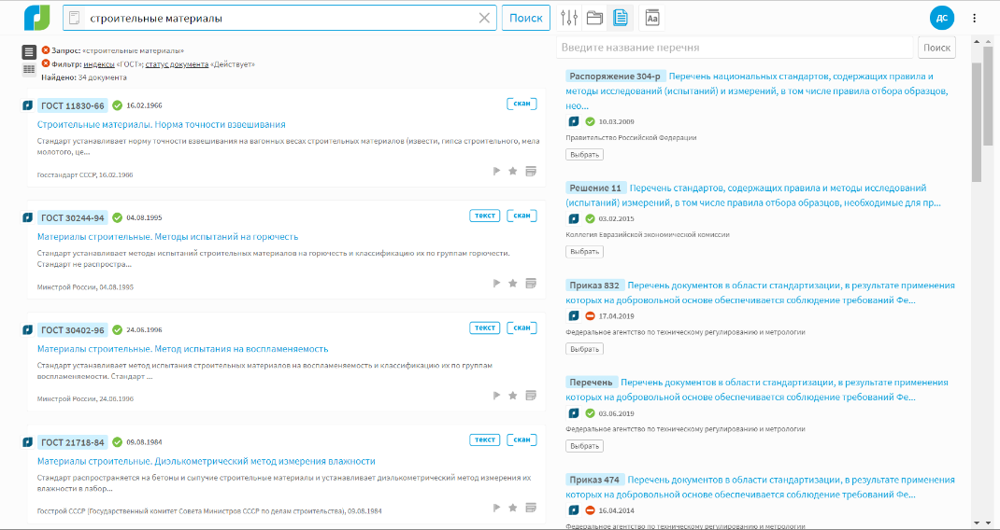 строительные материалы
Поиск
Aa
ДС
Запрос: «строительные материалы»
Фильтр: индексы «ГОСТ»; статус документа «Действует»
Найдено: 34 документа
ГОСТ 11830-66 16.02.1966 скан
Строительные материалы. Норма точности взвешивания
Стандарт устанавливает норму точности взвешивания на вагонных весах строительных материалов (извести, гипса строительного, мела
молотого, це...
Госстандарт СССР, 16.02.1966
ГОСТ 30244-94 04.08.1995 текст скан
Материалы строительные. Методы испытаний на горючесть
Стандарт устанавливает методы испытаний строительных материалов на горючесть и классификацию их по группам горючести.
Стандарт не распростра...
Минстрой России, 04.08.1995
ГОСТ 30402-96 24.06.1996 текст скан
Материалы строительные. Метод испытания на воспламеняемость
Стандарт устанавливает метод испытания строительных материалов на воспламеняемость и классификацию их по группам
воспламеняемости. Стандарт ...
Минстрой России, 24.06.1996
ГОСТ 21718-84 09.08.1984 текст скан
Материалы строительные. Диэлькометрический метод измерения влажности
Стандарт распространяется на бетоны и сыпучие строительные материалы и устанавливает диэлькометрический метод измерения их
влажности в лабор...
Госстрой СССР (Государственный комитет Совета Министров СССР по делам строительства), 09.08.1984
Введите название перечня
Поиск
Распоряжение 304-р Перечень национальных стандартов, содержащих правила и
методы исследований (испытаний) и измерений, в том числе правила отбора образцов,
нео...
10.03.2009
Правительство Российской Федерации
Выбрать
Решение 11 Перечень стандартов, содержащих правила и методы исследований
(испытаний) измерений, в том числе правила отбора образцов, необходимые для пр...
03.02.2015
Коллегия Евразийской экономической комиссии
Выбрать
Приказ 832 Перечень документов в области стандартизации, в результате применения
которых на добровольной основе обеспечивается соблюдение требований Фе...
17.04.2019
Федеральное агентство по техническому регулированию и метрологии
Выбрать
Перечень Перечень документов в области стандартизации, в результате применения
которых на добровольной основе обеспечивается соблюдение требований Фе...
03.06.2019
Федеральное агентство по техническому регулированию и метрологии
Выбрать
Приказ 474 Перечень документов в области стандартизации, в результате применения
которых на добровольной основе обеспечивается соблюдение требований Фе...
16.04.2014
Федеральное агентство по техническому регулированию и метрологии